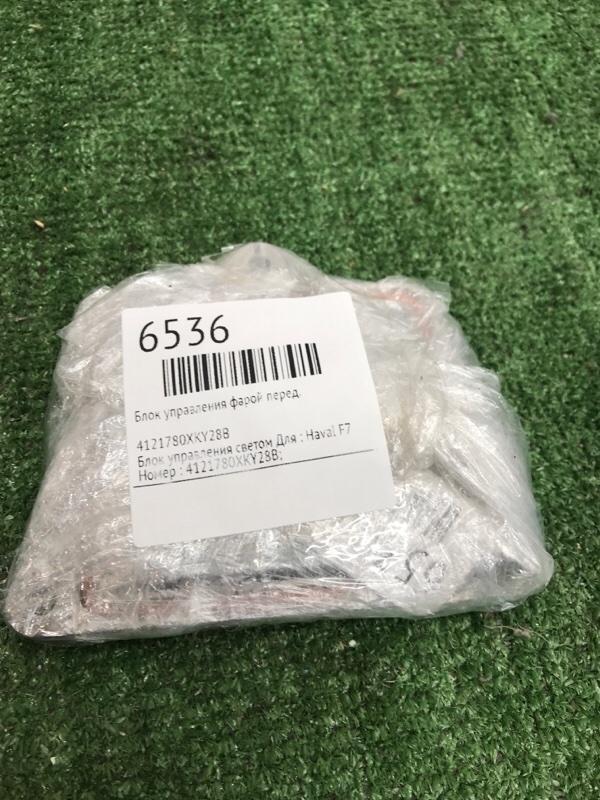 6536
Блок управления фарой перед.
4121780XKY28B
Блок управления светом Для : Haval F7
Номер : 4121780XKY28B;